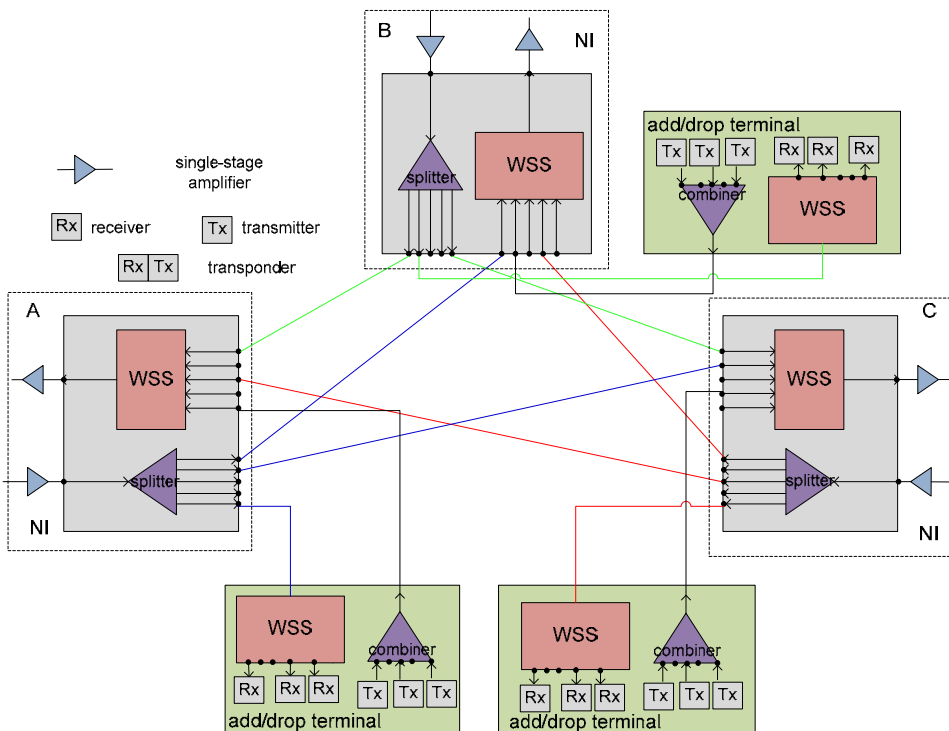 B
NI
splitter
WSS
add/drop terminal
Tx Tx Tx Rx Rx Rx
combiner
WSS
single-stage
amplifier
Rx receiver Tx transmitter
Rx Tx transponder
A
WSS
splitter
NI
C
WSS
splitter
NI
WSS
combiner
Rx Rx Rx Tx Tx Tx
add/drop terminal
WSS
combiner
Rx Rx Rx Tx Tx Tx
add/drop terminal